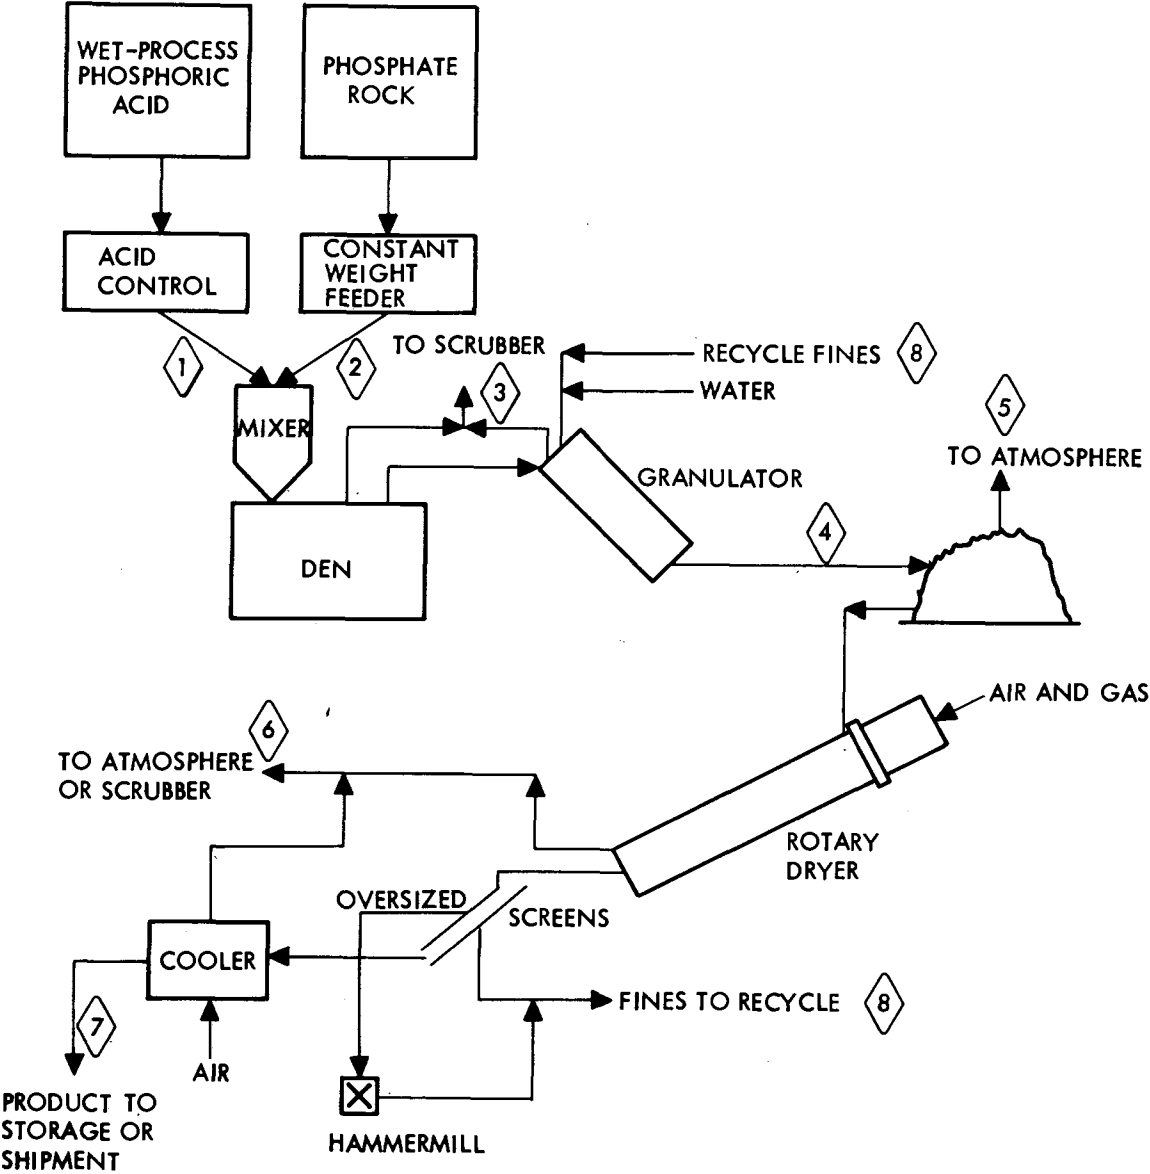 WET-PROCESS
PHOSPHORIC
ACID
PHOSPHATE
ROCK
ACID
CONTROL
CONSTANT
WEIGHT
FEEDER
1
2
TO SCRUBBER
3
RECYCLE FINES
8
WATER
MIXER
GRANULATOR
5
TO ATMOSPHERE
4
DEN
AIR AND GAS
6
TO ATMOSPHERE
OR SCRUBBER
ROTARY
DRYER
OVERSIZED
SCREENS
COOLER
FINES TO RECYCLE
8
7
AIR
PRODUCT TO
STORAGE OR
SHIPMENT
HAMMERMILL